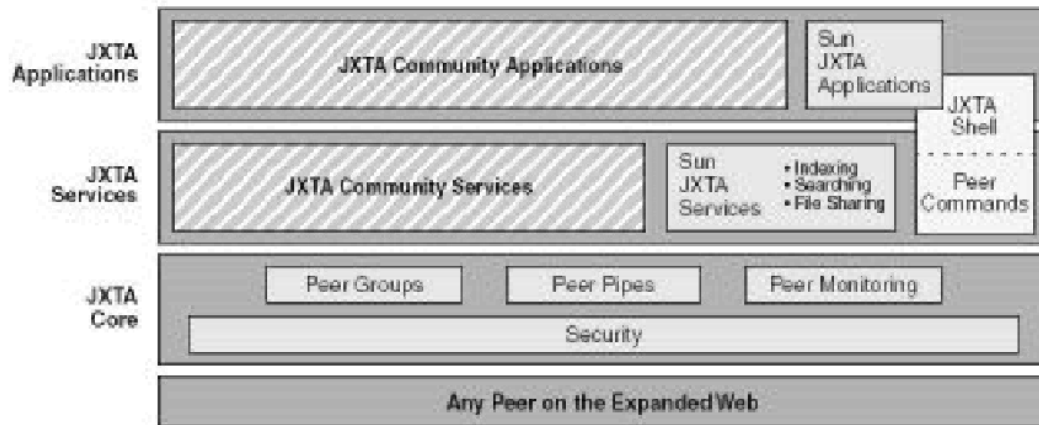 JXTA
Applications
JXTA Community Applications
Sun
JXTA
Applications
JXTA
Shell
JXTA
Services
JXTA Community Services
Sun
JXTA
Services
• Indexing
• Searching
• File Sharing
Peer
Commands
JXTA
Core
Peer Groups
Peer Pipes
Peer Monitoring
Security
Any Peer on the Expanded Web